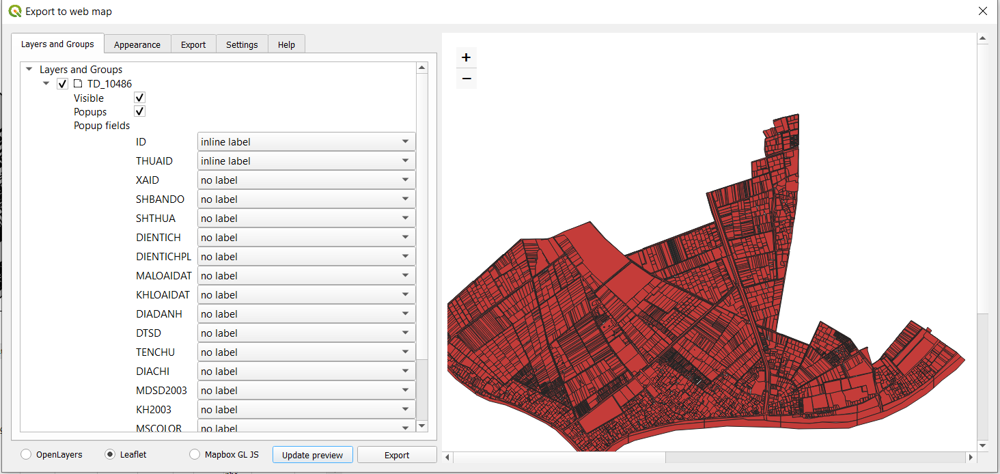 Export to web map
Layers and Groups Appearance Export Settings Help
Layers and Groups
TD_10486
Visible
Popups
Popup fields
ID inline label
THUAID inline label
XAID no label
SHBANDO no label
SHTHUA no label
DIENTICH no label
DIENTICHPL no label
MALOAIDAT no label
KHLOAIDAT no label
DIADANH no label
DTSD no label
TENCHU no label
DIACHI no label
MDSD2003 no label
KH2003 no label
MSCOLOR no label
OpenLayers Leaflet Mapbox GL JS Update preview Export
+
−